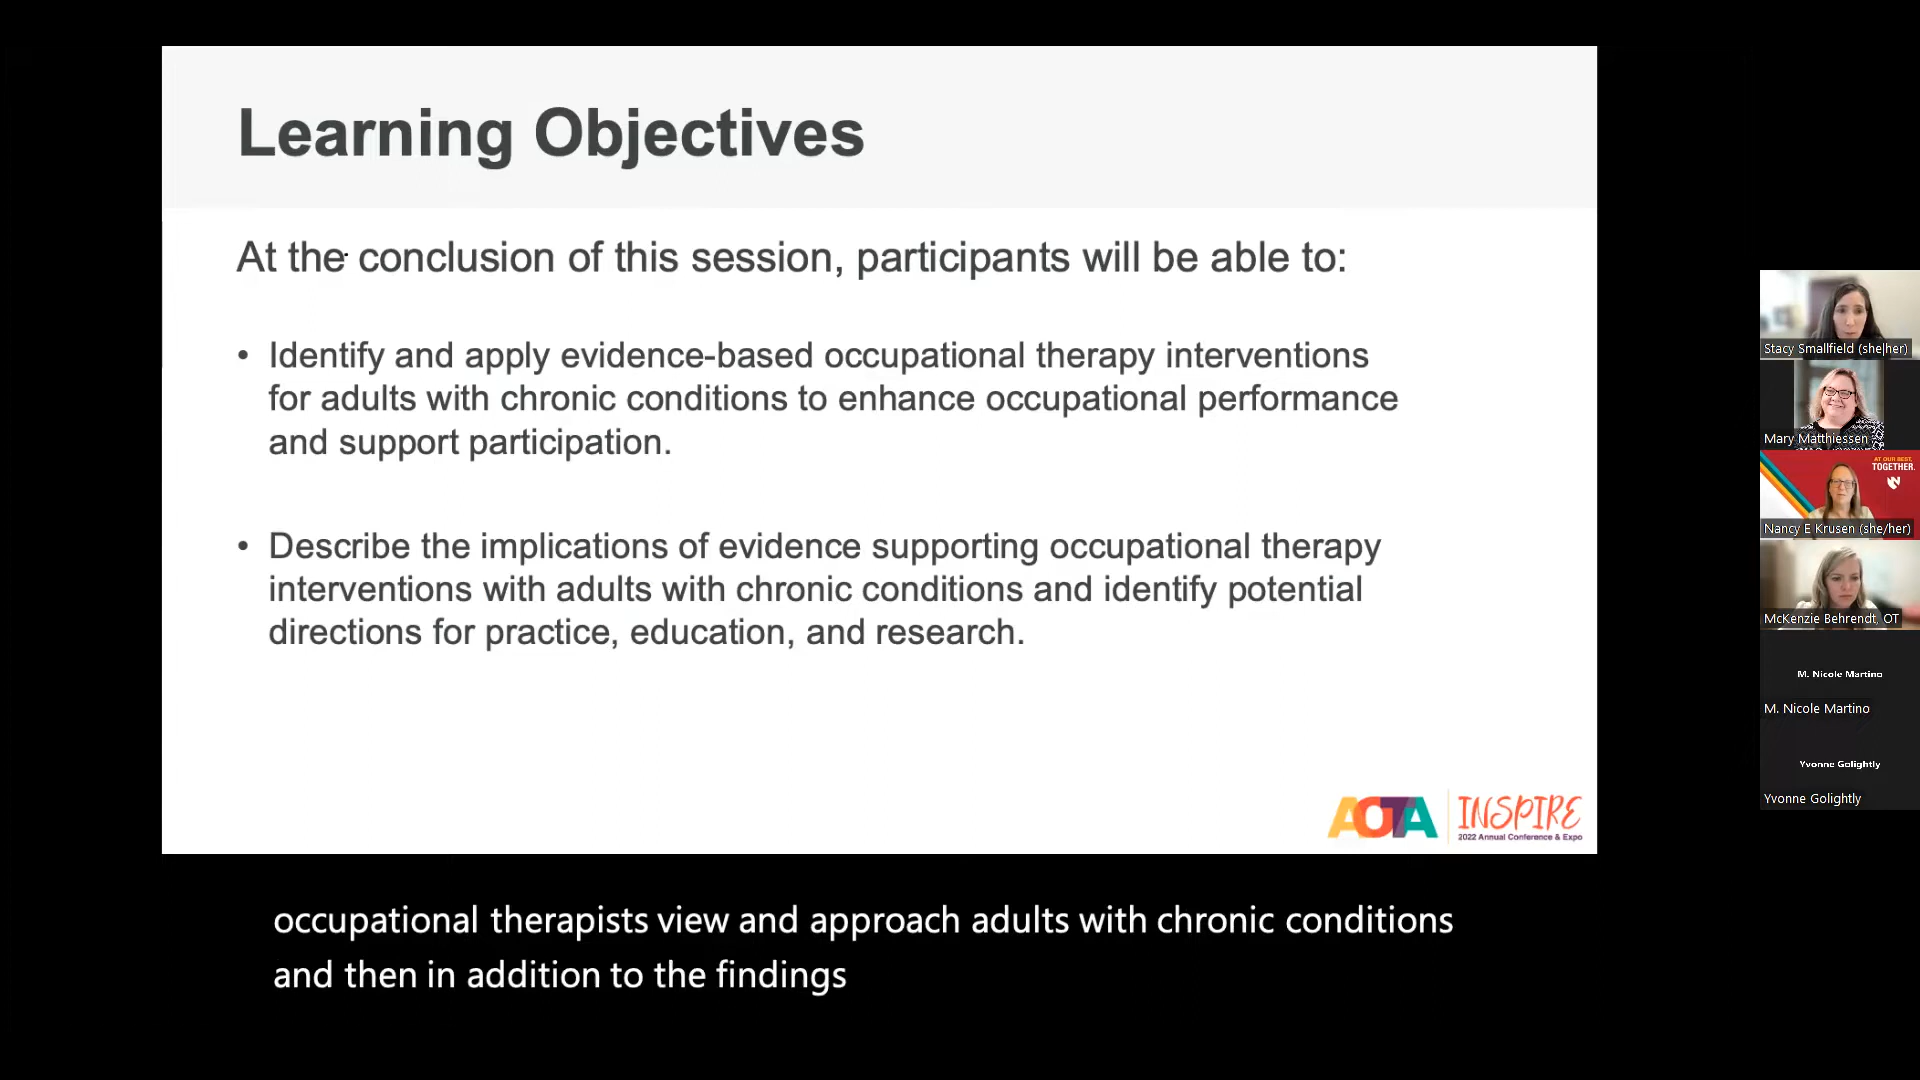 Learning Objectives
At the conclusion of this session, participants will be able to:
• Identify and apply evidence-based occupational therapy interventions
for adults with chronic conditions to enhance occupational performance
and support participation.
• Describe the implications of evidence supporting occupational therapy
interventions with adults with chronic conditions and identify potential
directions for practice, education, and research.
AOTA
INSPIRE
2022 Annual Conference & Expo
occupational therapists view and approach adults with chronic conditions
and then in addition to the findings
Stacy Smallfield (she|her)
Mary Matthiessen
AT OUR BEST,
TOGETHER.
Nancy E Krusen (she/her)
McKenzie Behrendt, OT
M. Nicole Martino
M. Nicole Martino
Yvonne Golightly
Yvonne Golightly